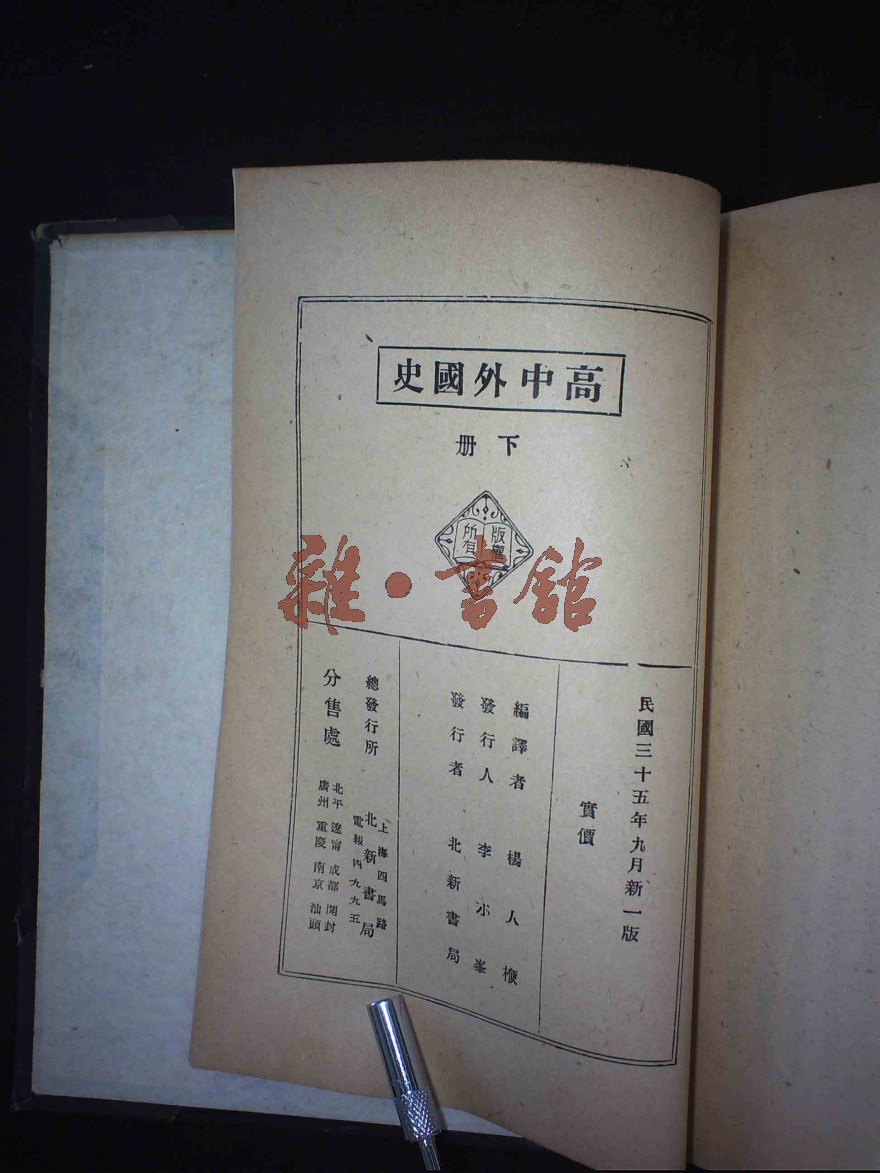 高中外國史
下册
版權
所有
雜·書館
民國三十五年九月新一版
實價
編譯者 楊人楩
發行人 李小峯
發行者 北新書局
總發行所 上海四馬路 北新書局
電報四九九五
分售處 北平 遼甯 成都 開封
廣州 重慶 南京 汕頭